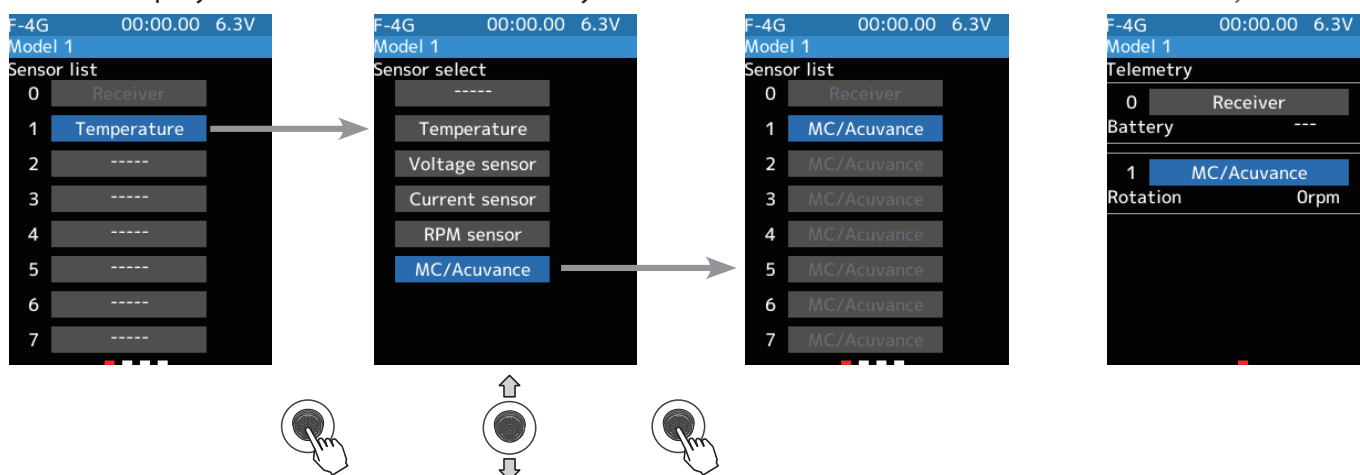 F-4G 00:00.00 6.3V
Model 1
Sensor list
0 Receiver
1 Temperature
2 -----
3 -----
4 -----
5 -----
6 -----
7 -----
F-4G 00:00.00 6.3V
Model 1
Sensor select
-----
Temperature
Voltage sensor
Current sensor
RPM sensor
MC/Acuvance
F-4G 00:00.00 6.3V
Model 1
Sensor list
0 Receiver
1 MC/Acuvance
2 MC/Acuvance
3 MC/Acuvance
4 MC/Acuvance
5 MC/Acuvance
6 MC/Acuvance
7 MC/Acuvance
F-4G 00:00.00 6.3V
Model 1
Telemetry
0 Receiver
Battery ---
1 MC/Acuvance
Rotation 0rpm